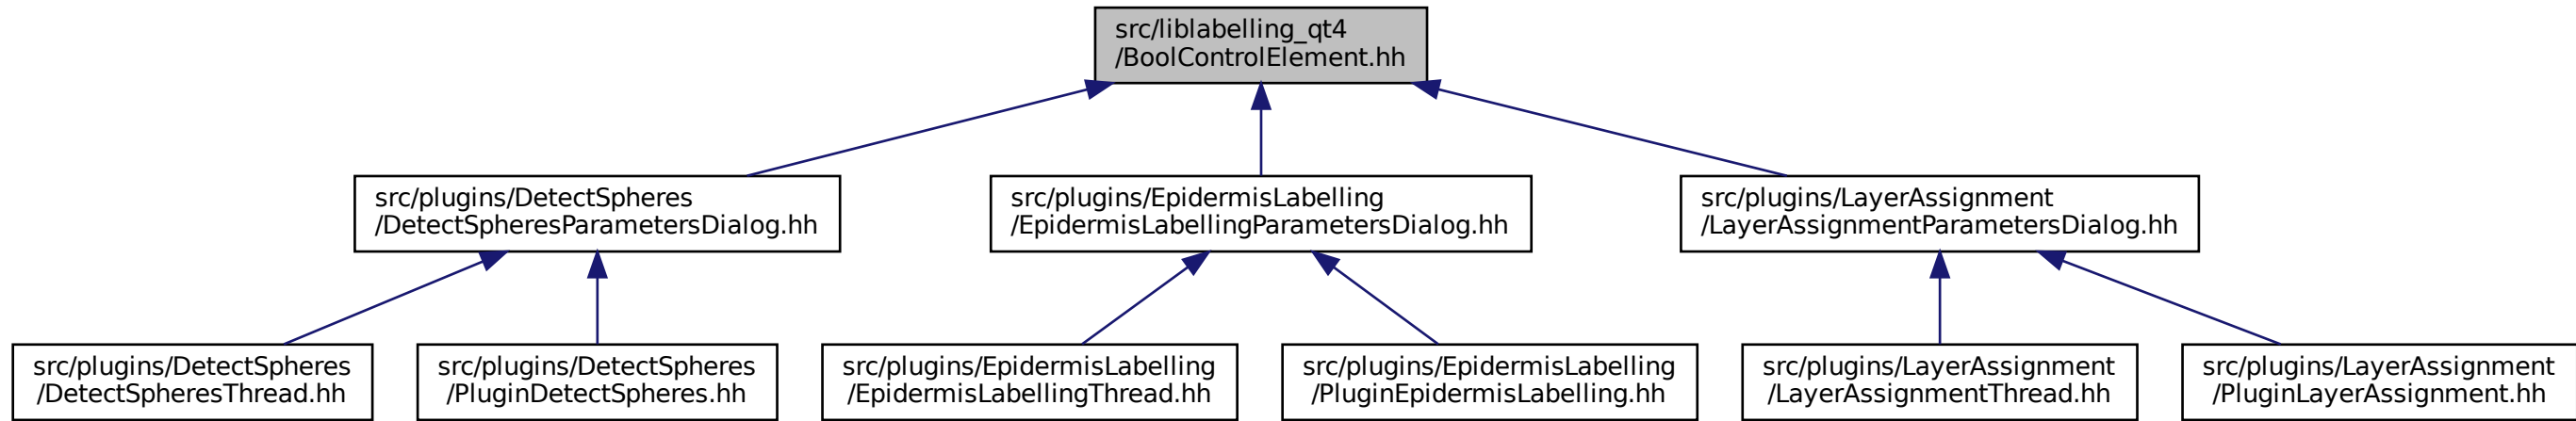 src/liblabelling_qt4
/BoolControlElement.hh
src/plugins/DetectSpheres
/DetectSpheresParametersDialog.hh
src/plugins/EpidermisLabelling
/EpidermisLabellingParametersDialog.hh
src/plugins/LayerAssignment
/LayerAssignmentParametersDialog.hh
src/plugins/DetectSpheres
/DetectSpheresThread.hh
src/plugins/DetectSpheres
/PluginDetectSpheres.hh
src/plugins/EpidermisLabelling
/EpidermisLabellingThread.hh
src/plugins/EpidermisLabelling
/PluginEpidermisLabelling.hh
src/plugins/LayerAssignment
/LayerAssignmentThread.hh
src/plugins/LayerAssignment
/PluginLayerAssignment.hh